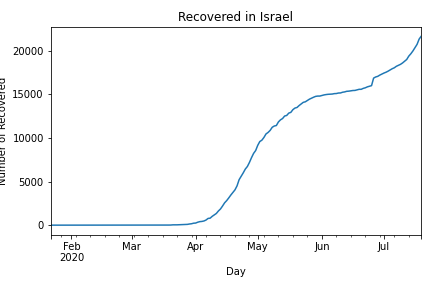 Recovered in Israel
Number of Recovered
20000
15000
10000
5000
0
Feb Mar Apr May Jun Jul
2020
Day